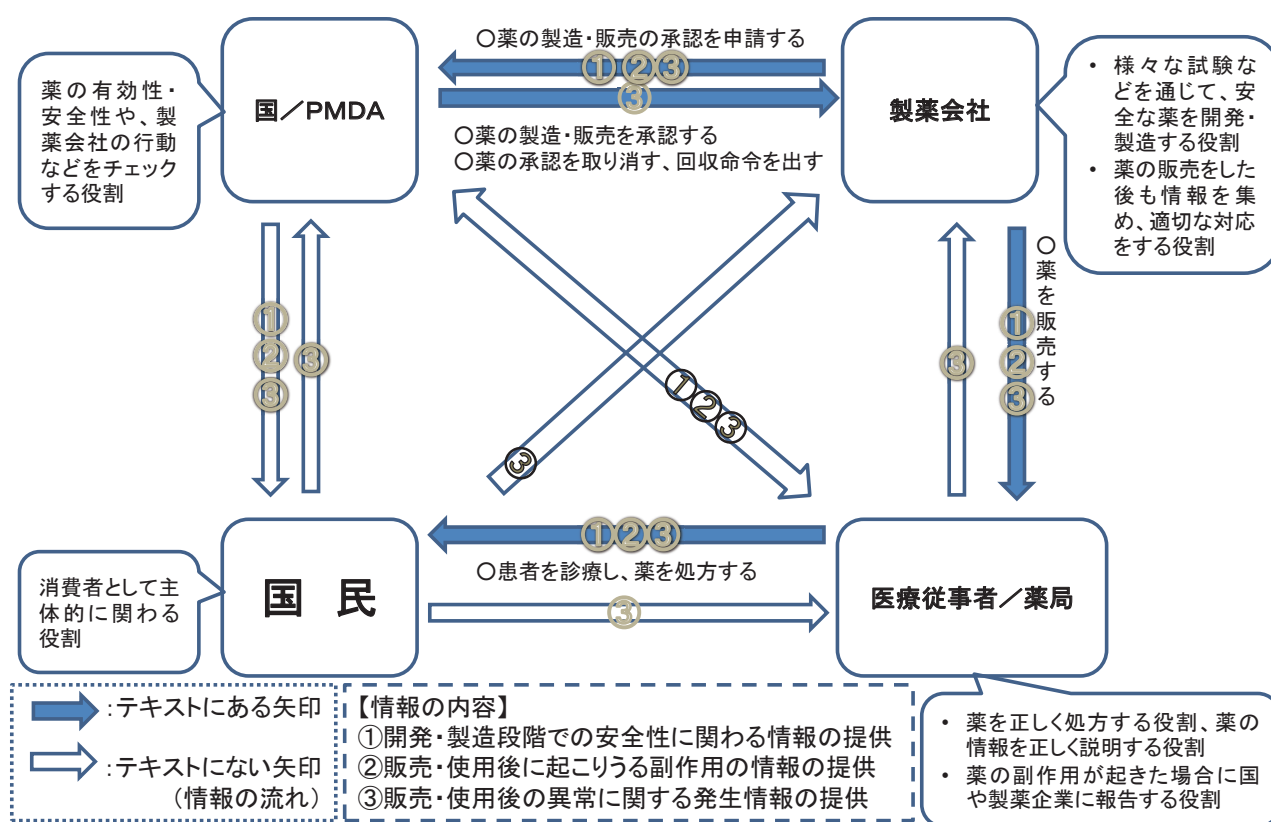 ○薬の製造・販売の承認を申請する
①②③
③
薬の有効性・
安全性や、製
薬会社の行動
などをチェック
する役割
国／PMDA
製薬会社
• 様々な試験な
どを通じて、安
全な薬を開発・
製造する役割
• 薬の販売をした
後も情報を集
め、適切な対応
をする役割
○薬の製造・販売を承認する
○薬の承認を取り消す、回収命令を出す
①
②
③
③
①②③
③
③
①
②
③
○薬を販売する
①②③
○患者を診療し、薬を処方する
③
消費者として主
体的に関わる
役割
国　民
医療従事者／薬局
：テキストにある矢印
：テキストにない矢印
（情報の流れ）
【情報の内容】
①開発・製造段階での安全性に関わる情報の提供
②販売・使用後に起こりうる副作用の情報の提供
③販売・使用後の異常に関する発生情報の提供
• 薬を正しく処方する役割、薬の
情報を正しく説明する役割
• 薬の副作用が起きた場合に国
や製薬企業に報告する役割